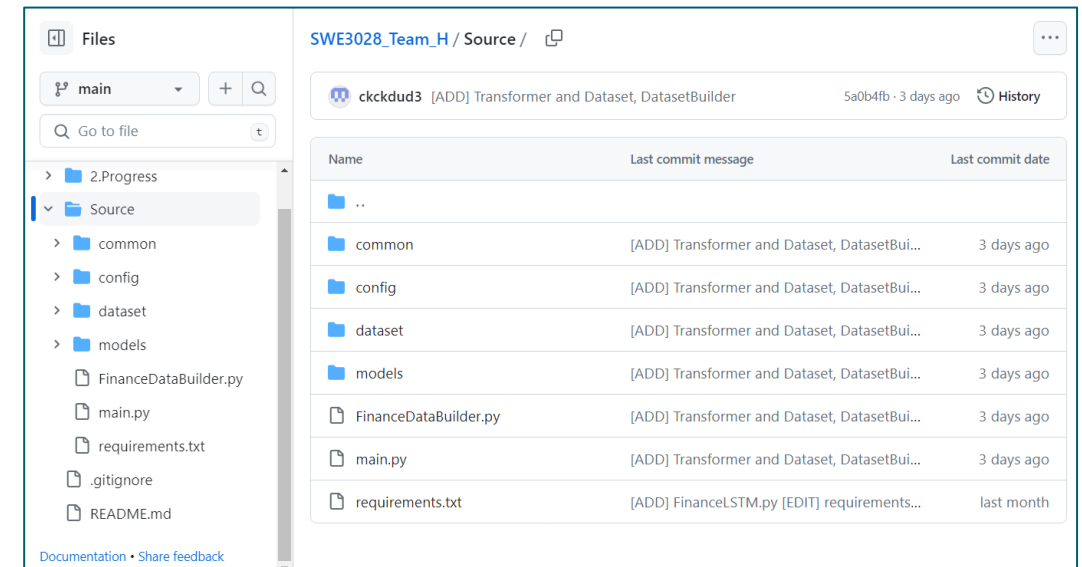 Files
main
Go to file
t
2.Progress
Source
common
config
dataset
models
FinanceDataBuilder.py
main.py
requirements.txt
.gitignore
README.md
Documentation • Share feedback
SWE3028_Team_H / Source /
ckckdud3 [ADD] Transformer and Dataset, DatasetBuilder 5a0b4fb · 3 days ago History
Name Last commit message Last commit date
..
common [ADD] Transformer and Dataset, DatasetBui... 3 days ago
config [ADD] Transformer and Dataset, DatasetBui... 3 days ago
dataset [ADD] Transformer and Dataset, DatasetBui... 3 days ago
models [ADD] Transformer and Dataset, DatasetBui... 3 days ago
FinanceDataBuilder.py [ADD] Transformer and Dataset, DatasetBui... 3 days ago
main.py [ADD] Transformer and Dataset, DatasetBui... 3 days ago
requirements.txt [ADD] FinanceLSTM.py [EDIT] requirements... last month